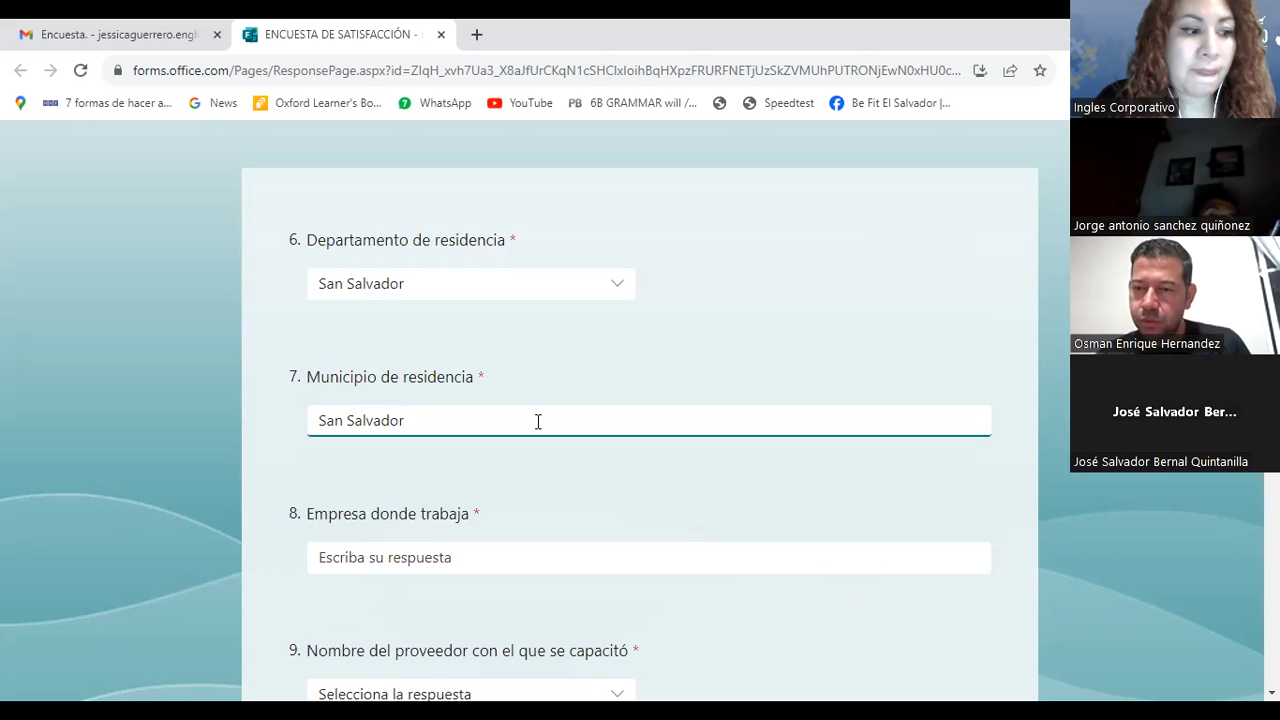 Encuesta. - jessicaguerrero.engli
ENCUESTA DE SATISFACCIÓN - (
forms.office.com/Pages/ResponsePage.aspx?id=ZIqH_xvh7Ua3_X8aJfUrCKqN1cSHCIxIoihBqHXpzFRURFNETjUzSkZVMUhPUTRONjEwN0xHU0c...
7 formas de hacer a...
News
Oxford Learner's Bo...
WhatsApp
YouTube
PB 6B GRAMMAR will /...
Speedtest
Be Fit El Salvador |...
6. Departamento de residencia *
San Salvador
7. Municipio de residencia *
San Salvador
8. Empresa donde trabaja *
Escriba su respuesta
9. Nombre del proveedor con el que se capacitó *
Selecciona la respuesta
Ingles Corporativo
Jorge antonio sanchez quiñonez
Osman Enrique Hernandez
José Salvador Ber...
José Salvador Bernal Quintanilla